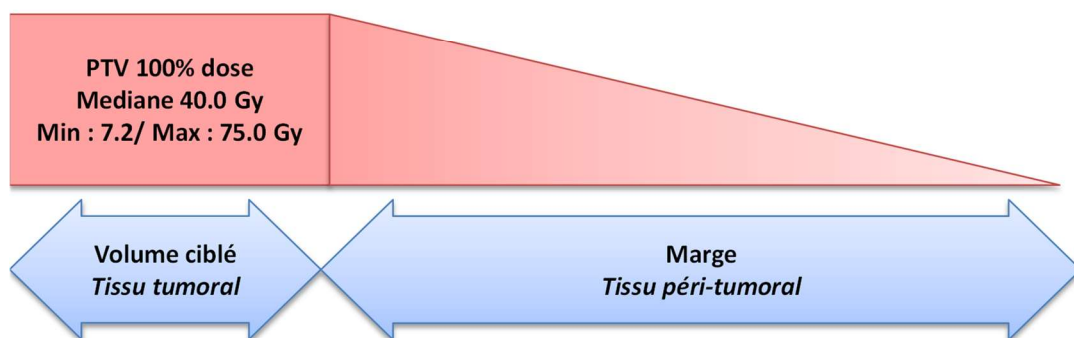 PTV 100% dose
Mediane 40.0 Gy
Min : 7.2/ Max : 75.0 Gy
Volume ciblé
Tissu tumoral
Marge
Tissu péri-tumoral